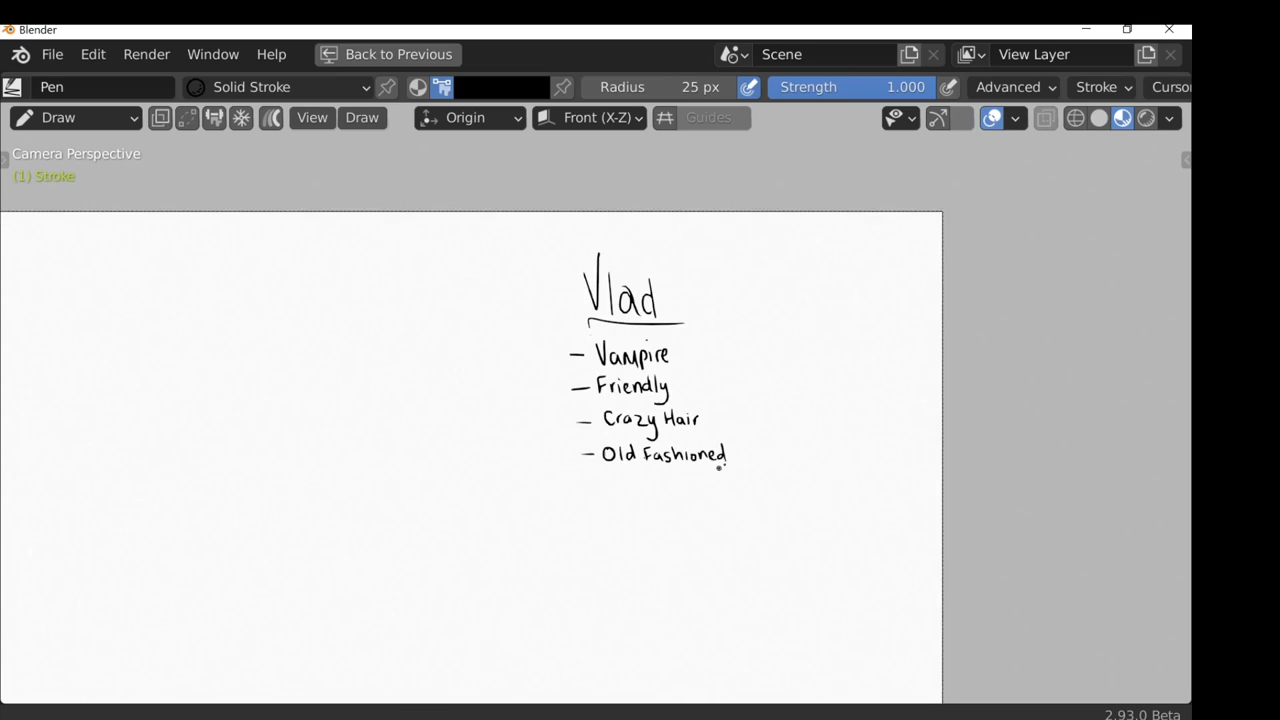 Blender
File Edit Render Window Help Back to Previous Scene View Layer
Pen Solid Stroke Radius 25 px Strength 1.000 Advanced Stroke Curso
Draw View Draw Origin Front (X-Z) Guides
Camera Perspective
(1) Stroke
Vlad
- Vampire
- Friendly
- Crazy Hair
- Old Fashioned
2.93.0 Beta